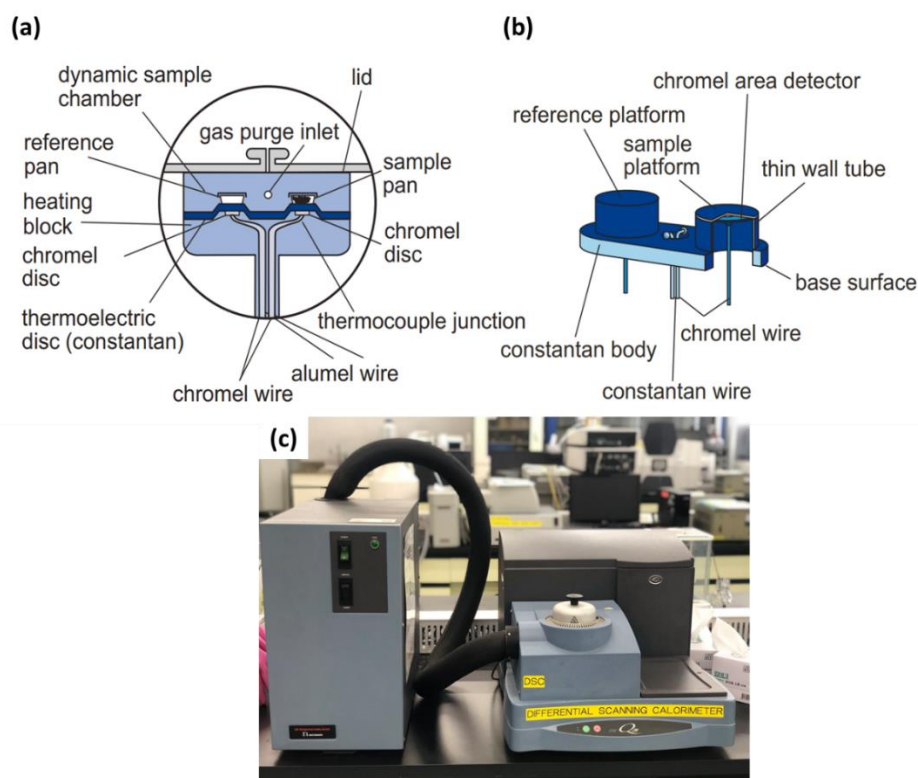 (a)
dynamic sample
chamber
lid
gas purge inlet
reference
pan
sample
pan
heating
block
chromel
disc
chromel
disc
thermoelectric
disc (constantan)
thermocouple junction
alumel wire
chromel wire
(b)
chromel area detector
reference platform
sample
platform
thin wall tube
base surface
chromel wire
constantan body
constantan wire
(c)
DSC
DIFFERENTIAL SCANNING CALORIMETER